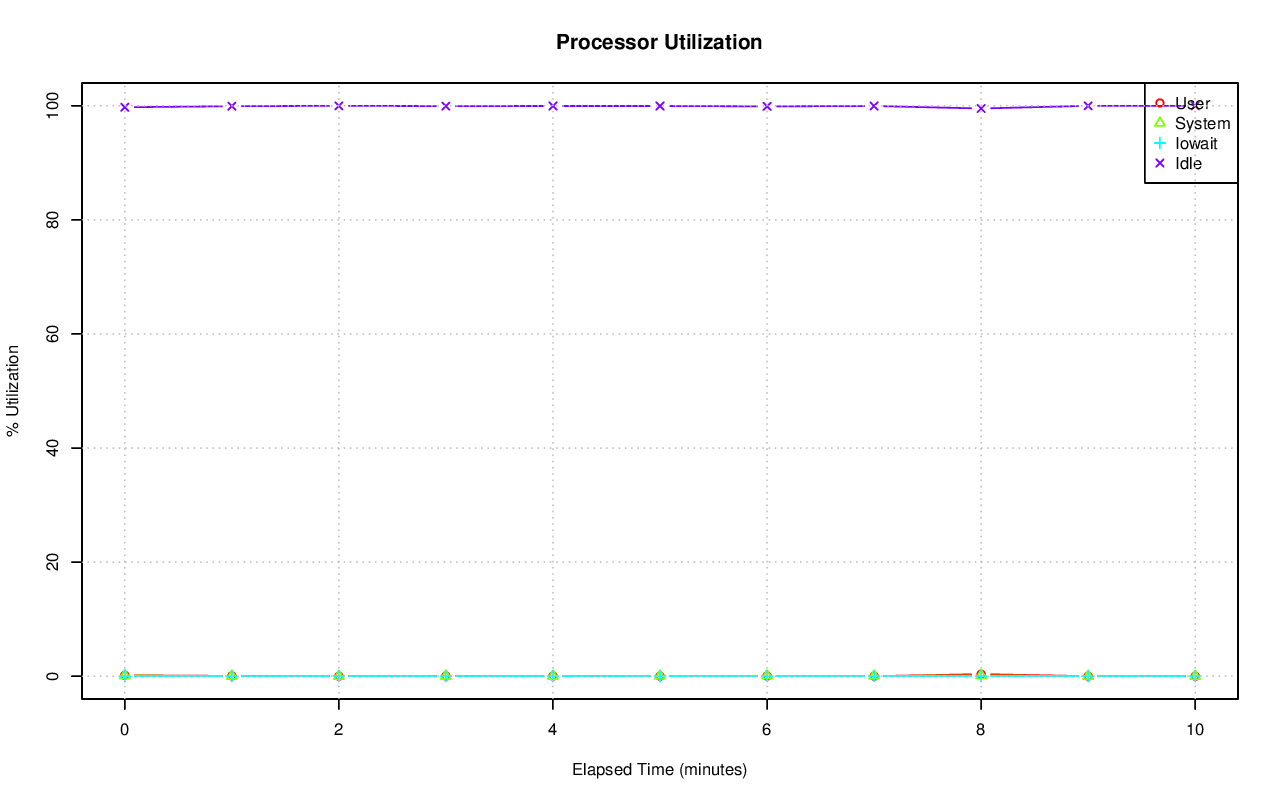 Processor Utilization
100
80
60
40
20
0
% Utilization
User
System
Iowait
Idle
0 2 4 6 8 10
Elapsed Time (minutes)